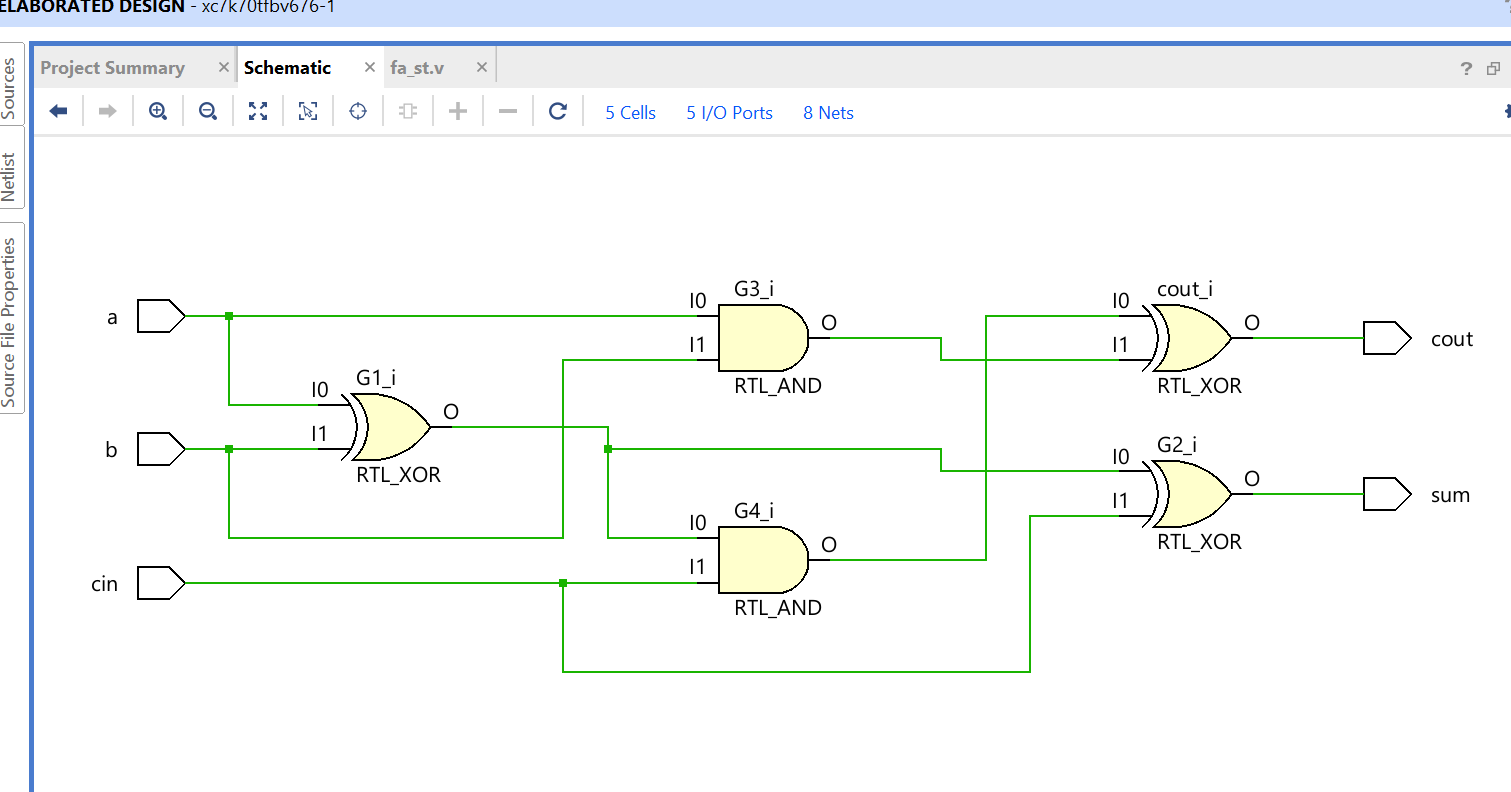 ELABORATED DESIGN - xc7k70tfbv676-1
Sources
Netlist
Source File Properties
Project Summary × Schematic × fa_st.v ×
?
5 Cells 5 I/O Ports 8 Nets
a
b
cin
G1_i
I0
I1
O
RTL_XOR
G3_i
I0
I1
O
RTL_AND
G4_i
I0
I1
O
RTL_AND
cout_i
I0
I1
O
RTL_XOR
cout
G2_i
I0
I1
O
RTL_XOR
sum